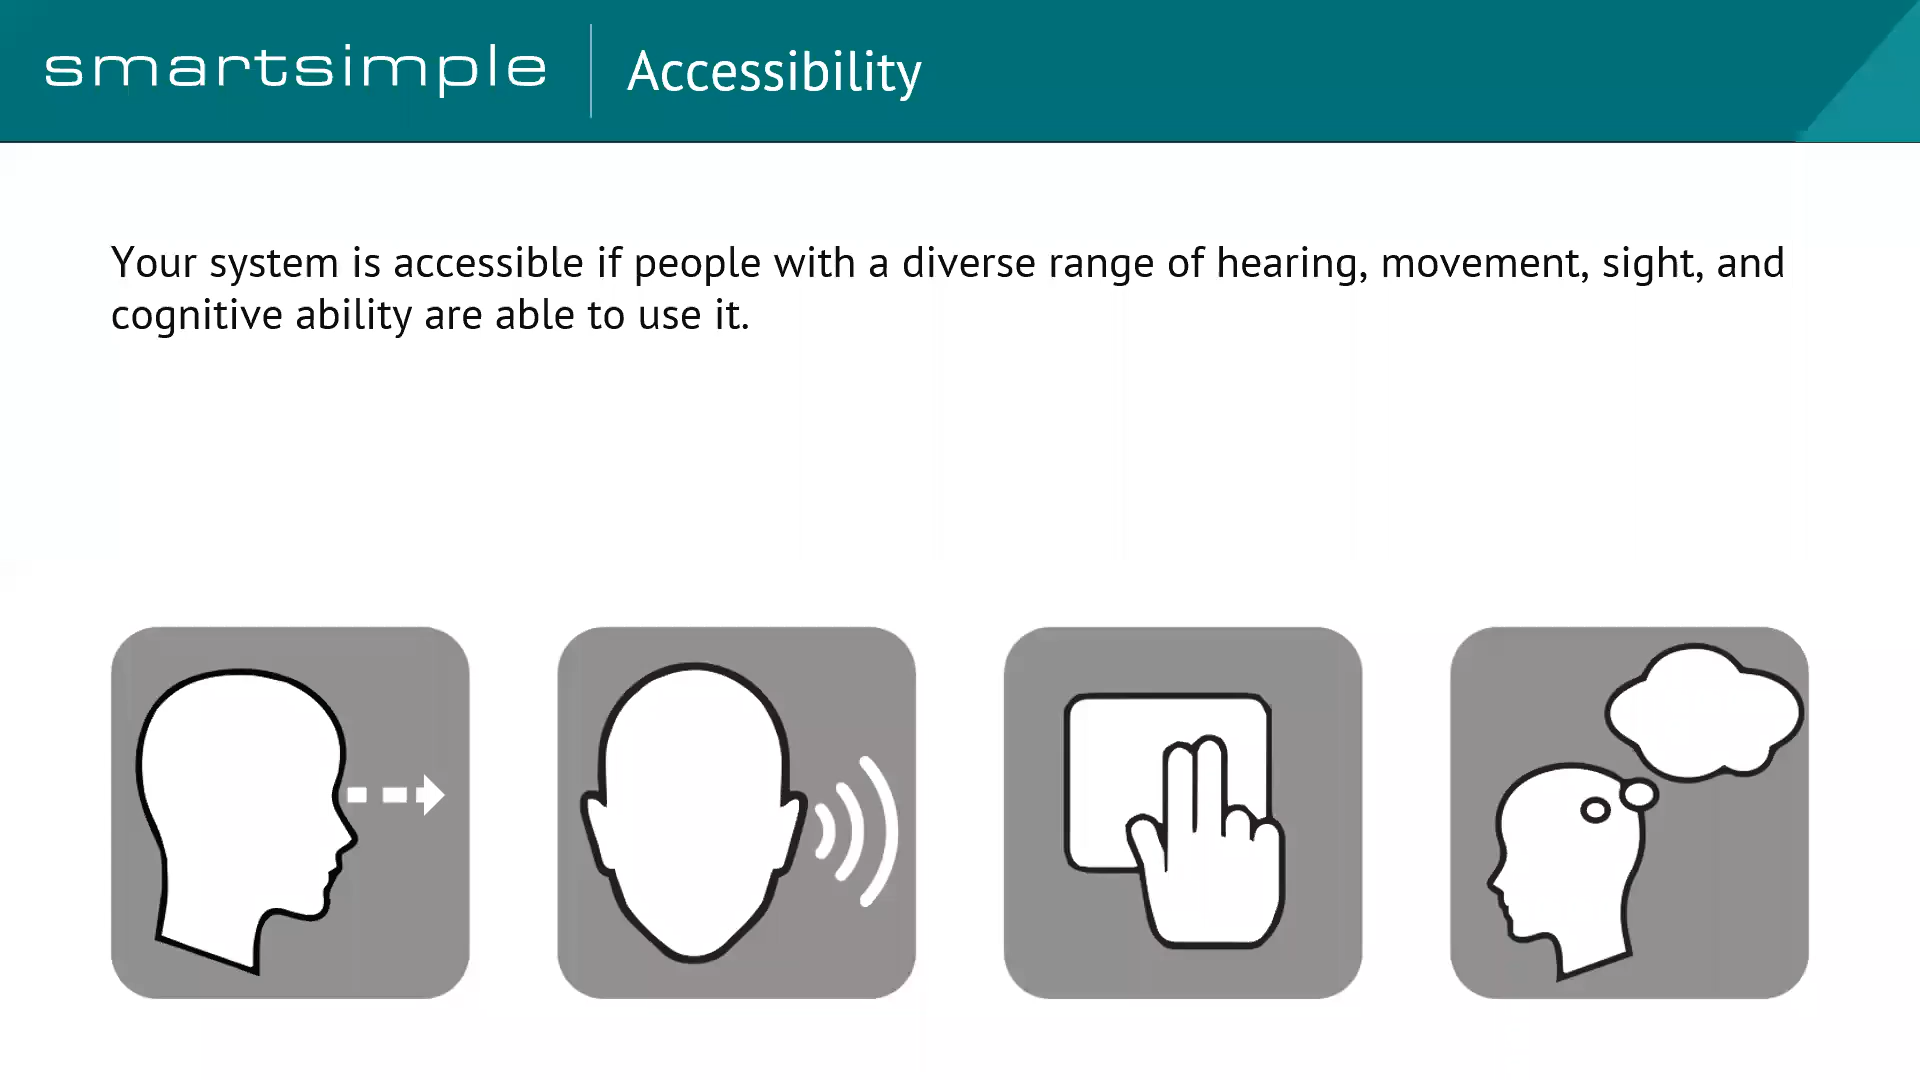 smartsimple
Accessibility
Your system is accessible if people with a diverse range of hearing, movement, sight, and
cognitive ability are able to use it.